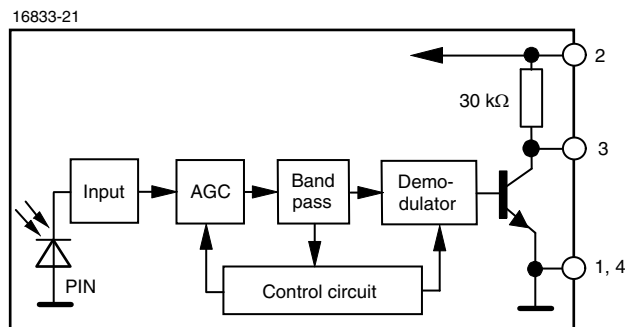 16833-21
2
30 kΩ
3
Input
AGC
Band
pass
Demo-
dulator
1, 4
PIN
Control circuit